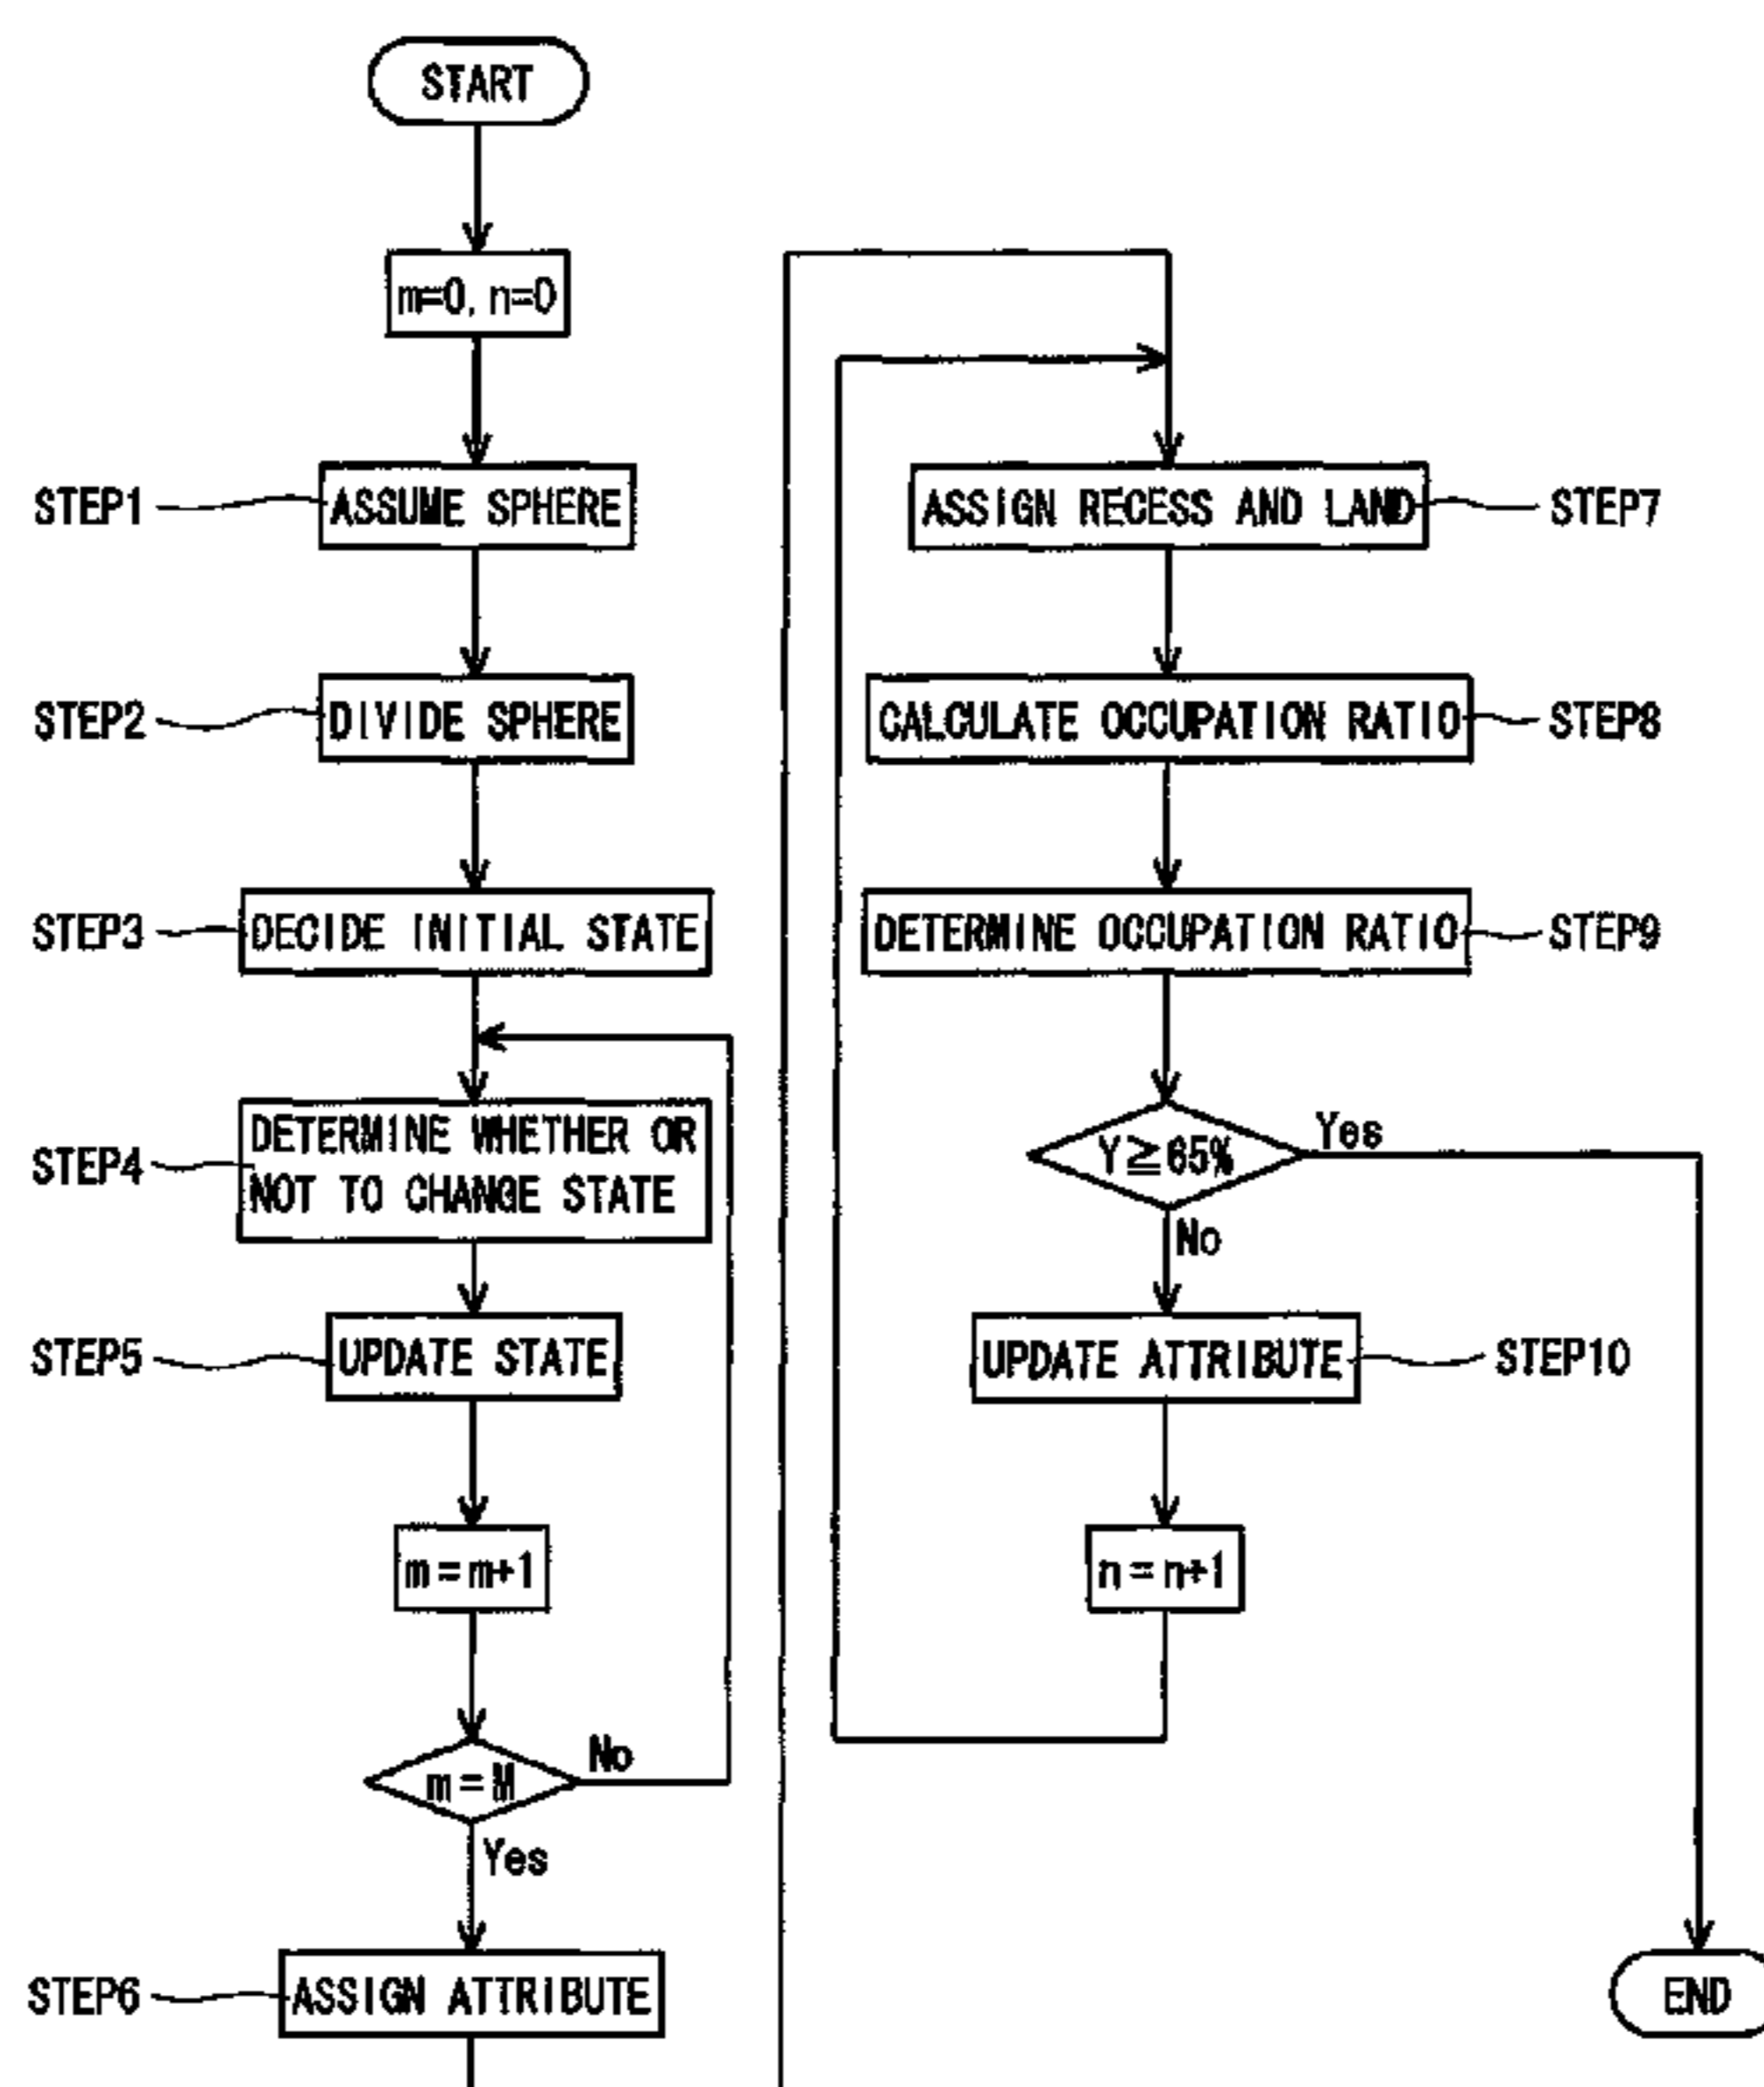 START
m=0, n=0
STEP1
ASSUME SPHERE
STEP2
DIVIDE SPHERE
STEP3
DECIDE INITIAL STATE
STEP4
DETERMINE WHETHER OR
NOT TO CHANGE STATE
STEP5
UPDATE STATE
m=m+1
m=M
No
Yes
STEP6
ASSIGN ATTRIBUTE
ASSIGN RECESS AND LAND
STEP7
CALCULATE OCCUPATION RATIO
STEP8
DETERMINE OCCUPATION RATIO
STEP9
Y≧65%
Yes
No
UPDATE ATTRIBUTE
STEP10
n=n+1
END